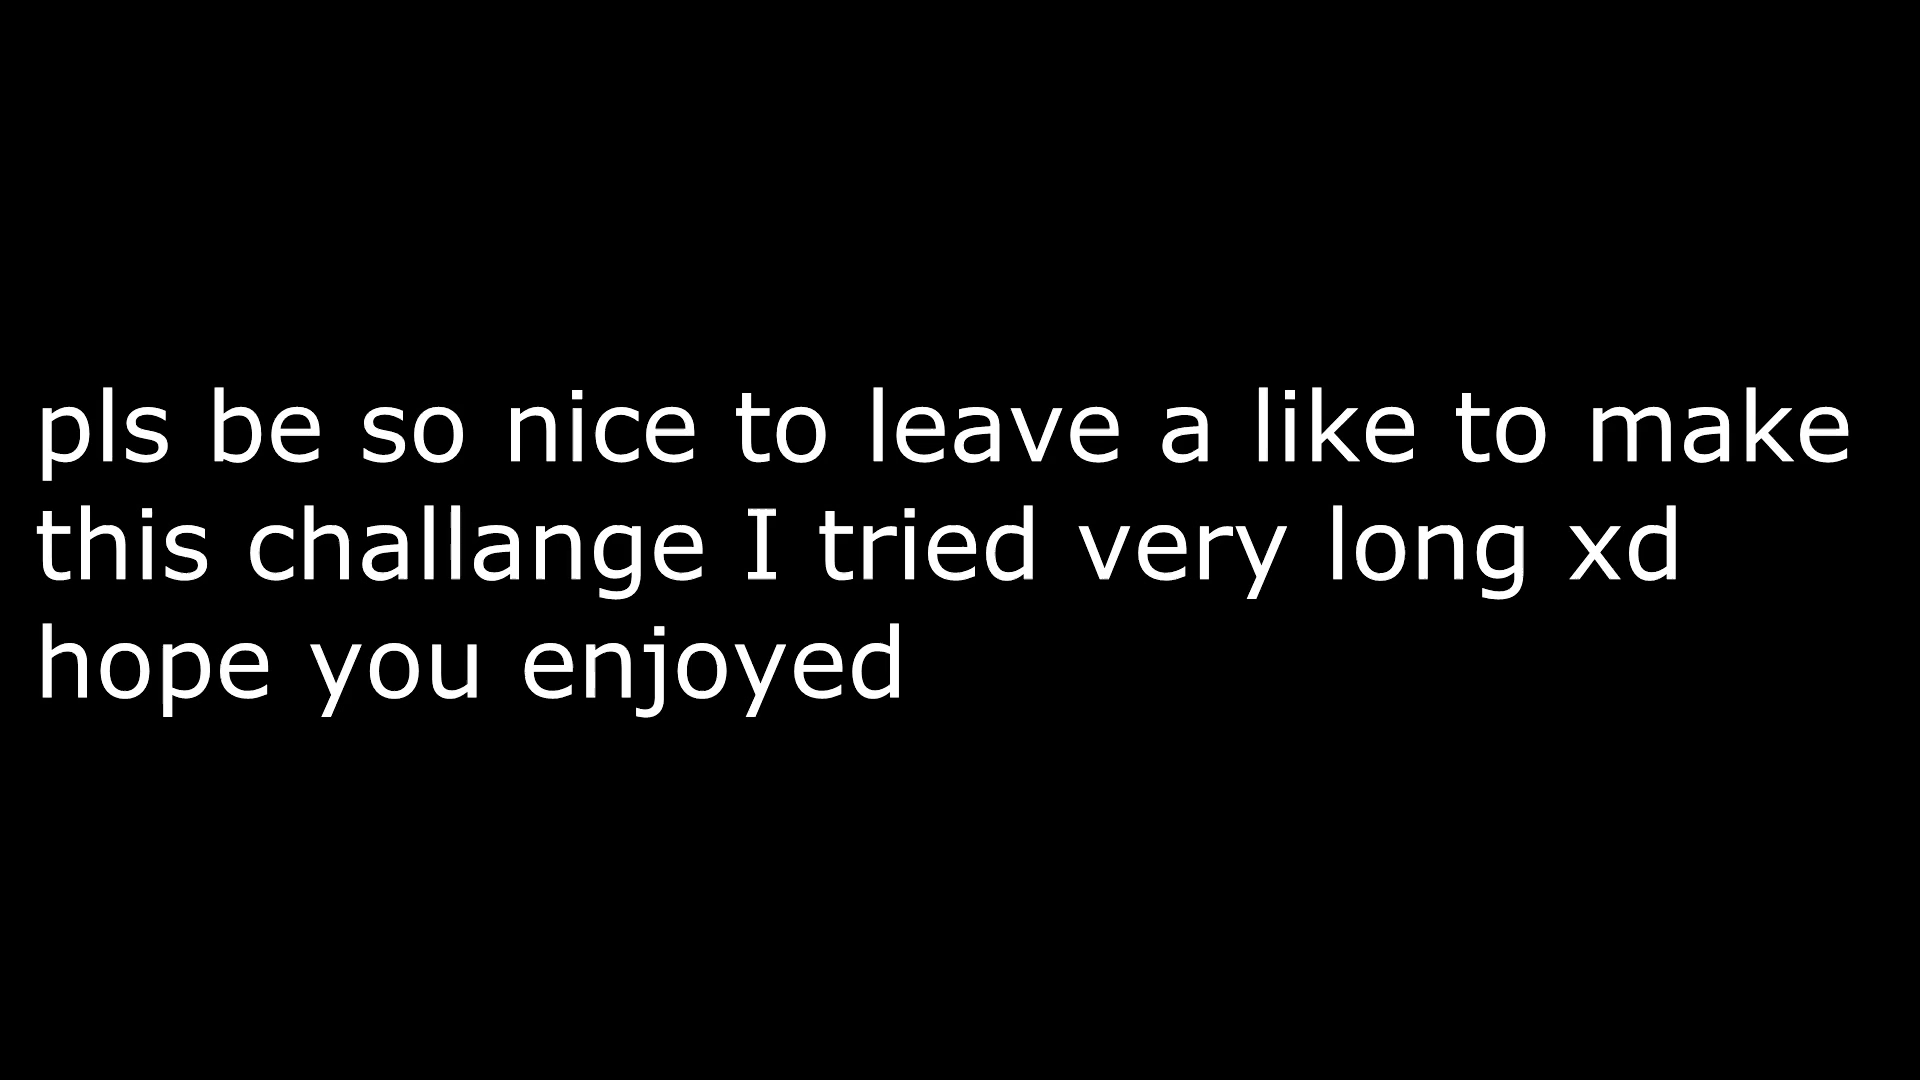 pls be so nice to leave a like to make
this challange I tried very long xd
hope you enjoyed